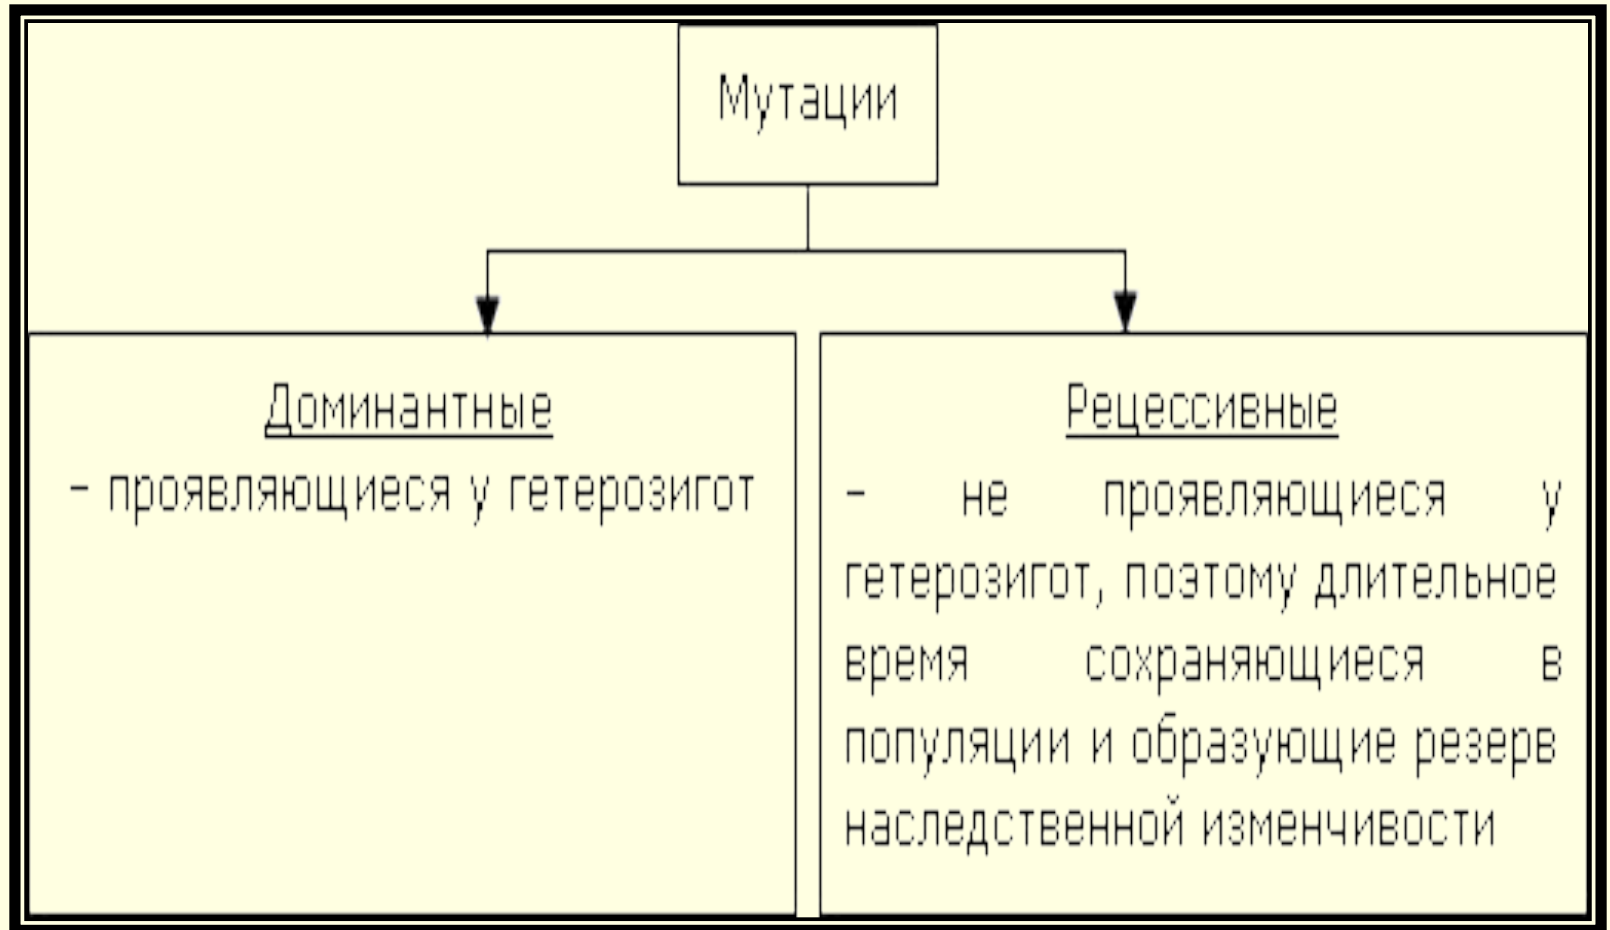 Мутации
Доминантные
- проявляющиеся у гетерозигот
Рецессивные
- не проявляющиеся у
гетерозигот, поэтому длительное
время сохраняющиеся в
популяции и образующие резерв
наследственной изменчивости